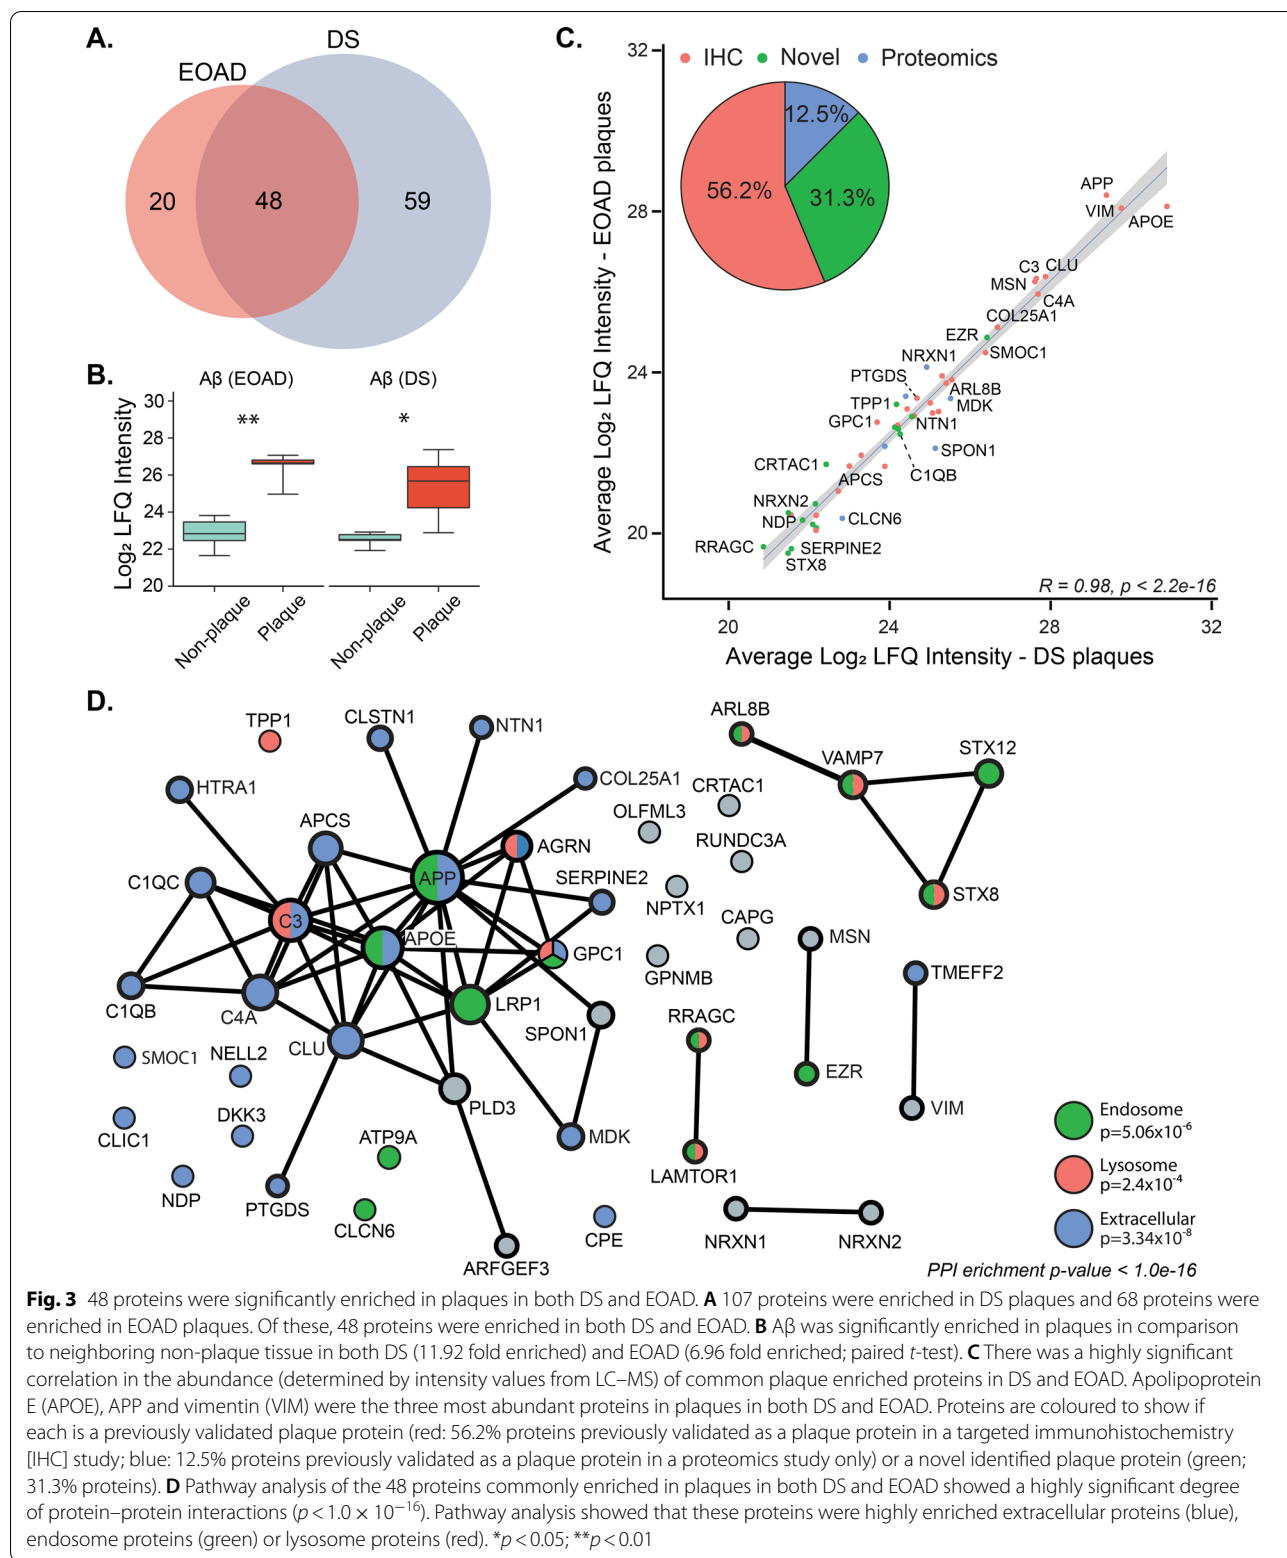 A.
DS
EOAD
20
48
59
B.
Aβ (EOAD)
Aβ (DS)
Log₂ LFQ Intensity
30
28
26
24
22
20
**
*
Non-plaque
Plaque
Non-plaque
Plaque
C.
IHC
Novel
Proteomics
12.5%
56.2%
31.3%
Average Log₂ LFQ Intensity - EOAD plaques
32
28
24
20
APP
VIM
APOE
C3
CLU
MSN
C4A
COL25A1
EZR
SMOC1
NRXN1
PTGDS
ARL8B
MDK
TPP1
GPC1
NTN1
SPON1
CRTAC1
C1QB
APCS
NRXN2
NDP
CLCN6
RRAGC
SERPINE2
STX8
R = 0.98, p < 2.2e-16
20
24
28
32
Average Log₂ LFQ Intensity - DS plaques
D.
TPP1
CLSTN1
NTN1
ARL8B
VAMP7
STX12
HTRA1
COL25A1
CRTAC1
OLFML3
APCS
AGRN
RUNDC3A
C1QC
APP
SERPINE2
NPTX1
STX8
C3
CAPG
APOE
GPC1
MSN
GPNMB
TMEFF2
C1QB
C4A
LRP1
SPON1
RRAGC
CLU
SMOC1
NELL2
EZR
PLD3
VIM
CLIC1
DKK3
ATP9A
MDK
LAMTOR1
NDP
PTGDS
CLCN6
CPE
NRXN1
NRXN2
ARFGEF3
Endosome
p=5.06x10⁻⁶
Lysosome
p=2.4x10⁻⁴
Extracellular
p=3.34x10⁻⁸
PPI erichment p-value < 1.0e-16
Fig. 3 48 proteins were significantly enriched in plaques in both DS and EOAD. A 107 proteins were enriched in DS plaques and 68 proteins were
enriched in EOAD plaques. Of these, 48 proteins were enriched in both DS and EOAD. B Aβ was significantly enriched in plaques in comparison
to neighboring non-plaque tissue in both DS (11.92 fold enriched) and EOAD (6.96 fold enriched; paired t-test). C There was a highly significant
correlation in the abundance (determined by intensity values from LC–MS) of common plaque enriched proteins in DS and EOAD. Apolipoprotein
E (APOE), APP and vimentin (VIM) were the three most abundant proteins in plaques in both DS and EOAD. Proteins are coloured to show if
each is a previously validated plaque protein (red: 56.2% proteins previously validated as a plaque protein in a targeted immunohistochemistry
[IHC] study; blue: 12.5% proteins previously validated as a plaque protein in a proteomics study only) or a novel identified plaque protein (green;
31.3% proteins). D Pathway analysis of the 48 proteins commonly enriched in plaques in both DS and EOAD showed a highly significant degree
of protein–protein interactions (p < 1.0 × 10⁻¹⁶). Pathway analysis showed that these proteins were highly enriched extracellular proteins (blue),
endosome proteins (green) or lysosome proteins (red). *p < 0.05; **p < 0.01